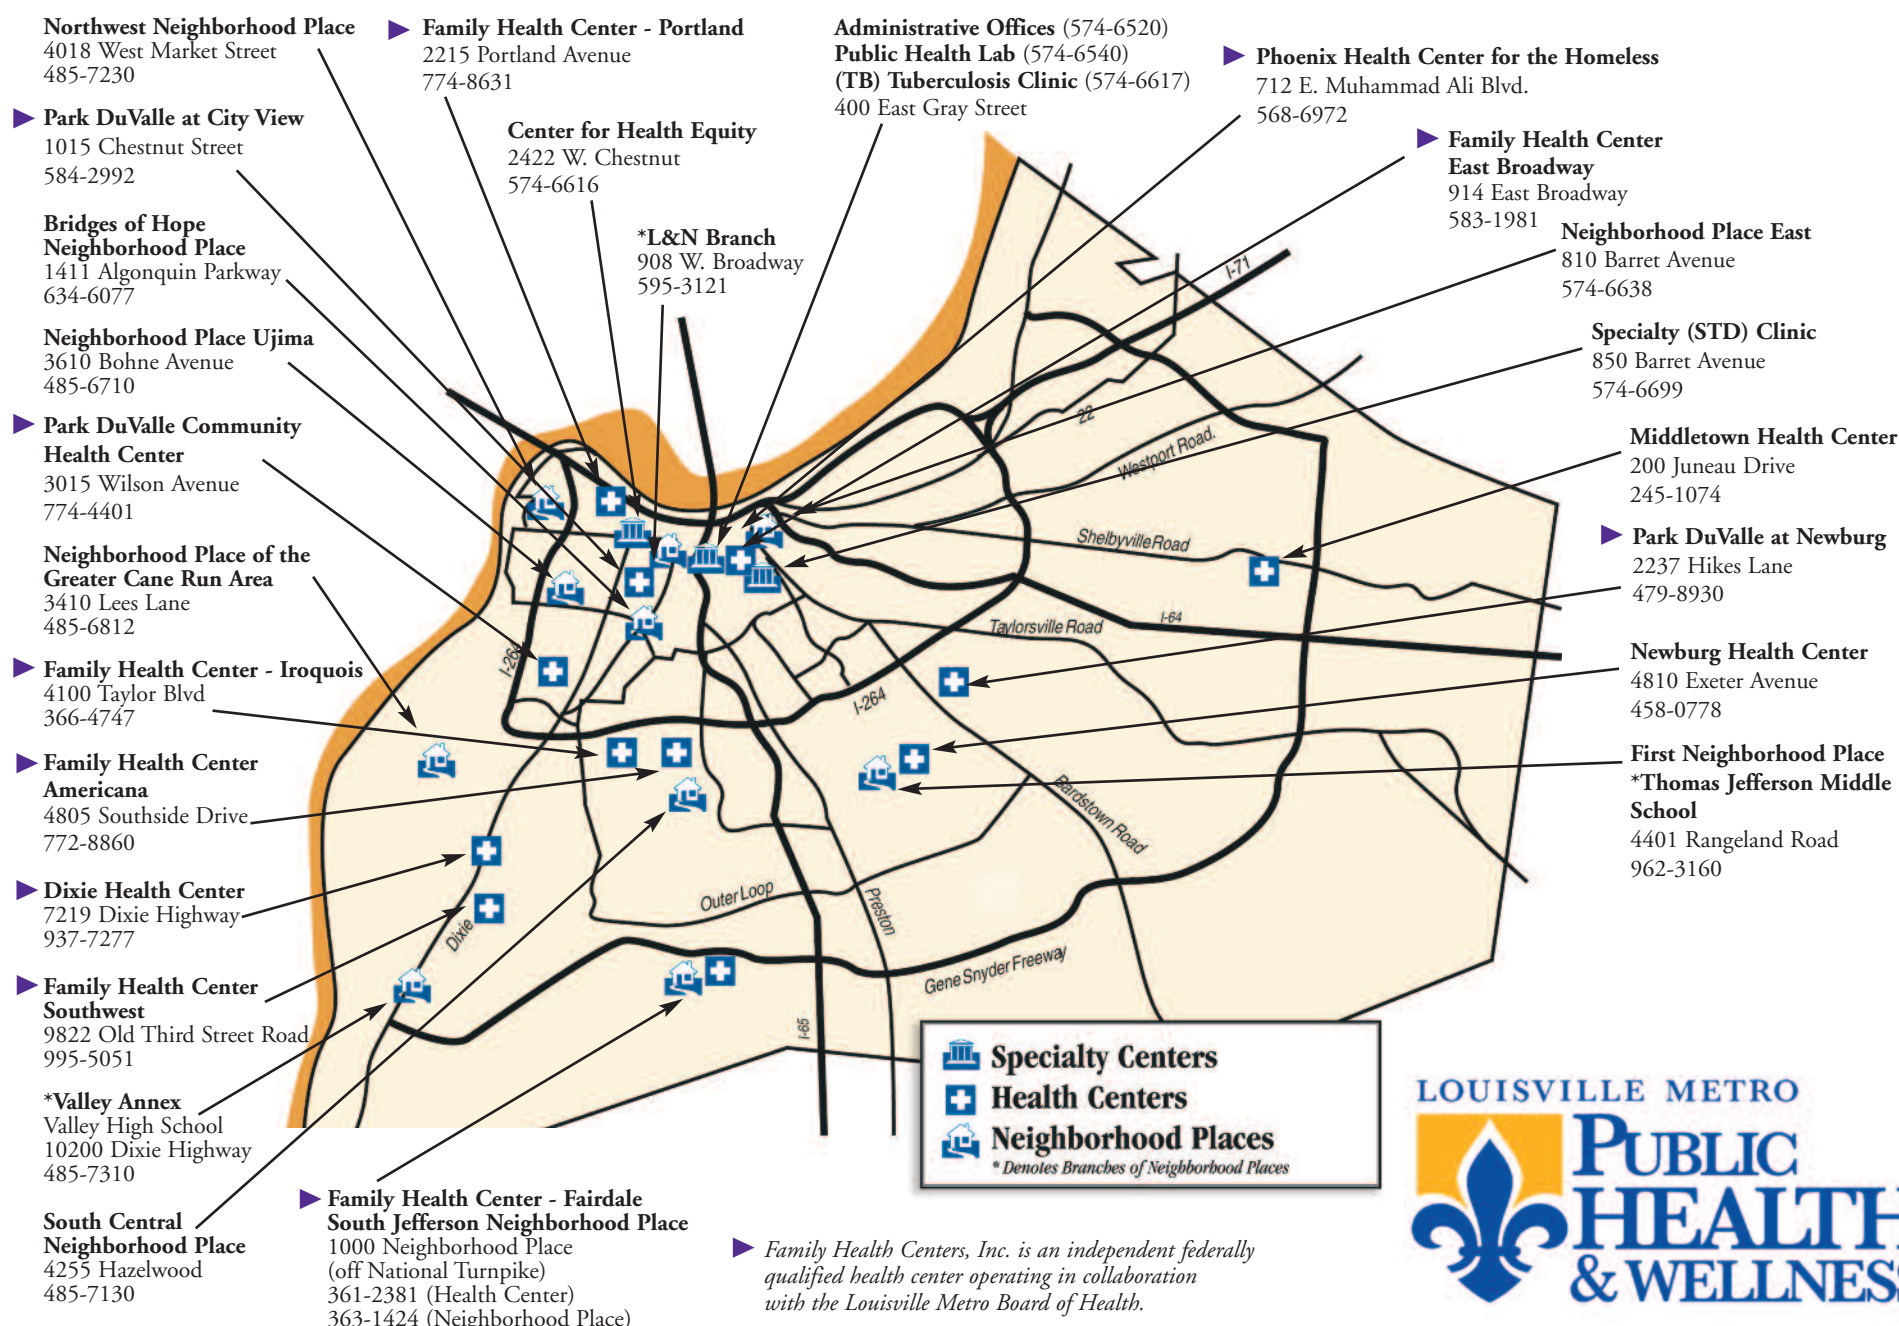 Northwest Neighborhood Place
4018 West Market Street
485-7230
Park DuValle at City View
1015 Chestnut Street
584-2992
Bridges of Hope
Neighborhood Place
1411 Algonquin Parkway
634-6077
Neighborhood Place Ujima
3610 Bohne Avenue
485-6710
Park DuValle Community
Health Center
3015 Wilson Avenue
774-4401
Neighborhood Place of the
Greater Cane Run Area
3410 Lees Lane
485-6812
Family Health Center - Iroquois
4100 Taylor Blvd
366-4747
Family Health Center
Americana
4805 Southside Drive
772-8860
Dixie Health Center
7219 Dixie Highway
937-7277
Family Health Center
Southwest
9822 Old Third Street Road
995-5051
*Valley Annex
Valley High School
10200 Dixie Highway
485-7310
South Central
Neighborhood Place
4255 Hazelwood
485-7130
Family Health Center - Portland
2215 Portland Avenue
774-8631
Center for Health Equity
2422 W. Chestnut
574-6616
*L&N Branch
908 W. Broadway
595-3121
Administrative Offices (574-6520)
Public Health Lab (574-6540)
(TB) Tuberculosis Clinic (574-6617)
400 East Gray Street
Phoenix Health Center for the Homeless
712 E. Muhammad Ali Blvd.
568-6972
Family Health Center
East Broadway
914 East Broadway
583-1981
Neighborhood Place East
810 Barret Avenue
574-6638
Specialty (STD) Clinic
850 Barret Avenue
574-6699
Middletown Health Center
200 Juneau Drive
245-1074
Park DuValle at Newburg
2237 Hikes Lane
479-8930
Newburg Health Center
4810 Exeter Avenue
458-0778
First Neighborhood Place
*Thomas Jefferson Middle
School
4401 Rangeland Road
962-3160
I-71
22
Westport Road.
Shelbyville Road
I-64
Taylorsville Road
I-264
I-264
Bardstown Road
Outer Loop
Preston
Dixie
Gene Snyder Freeway
I-65
Specialty Centers
Health Centers
Neighborhood Places
* Denotes Branches of Neighborhood Places
Family Health Center - Fairdale
South Jefferson Neighborhood Place
1000 Neighborhood Place
(off National Turnpike)
361-2381 (Health Center)
363-1424 (Neighborhood Place)
Family Health Centers, Inc. is an independent federally
qualified health center operating in collaboration
with the Louisville Metro Board of Health.
LOUISVILLE METRO
PUBLIC
HEALTH
& WELLNESS